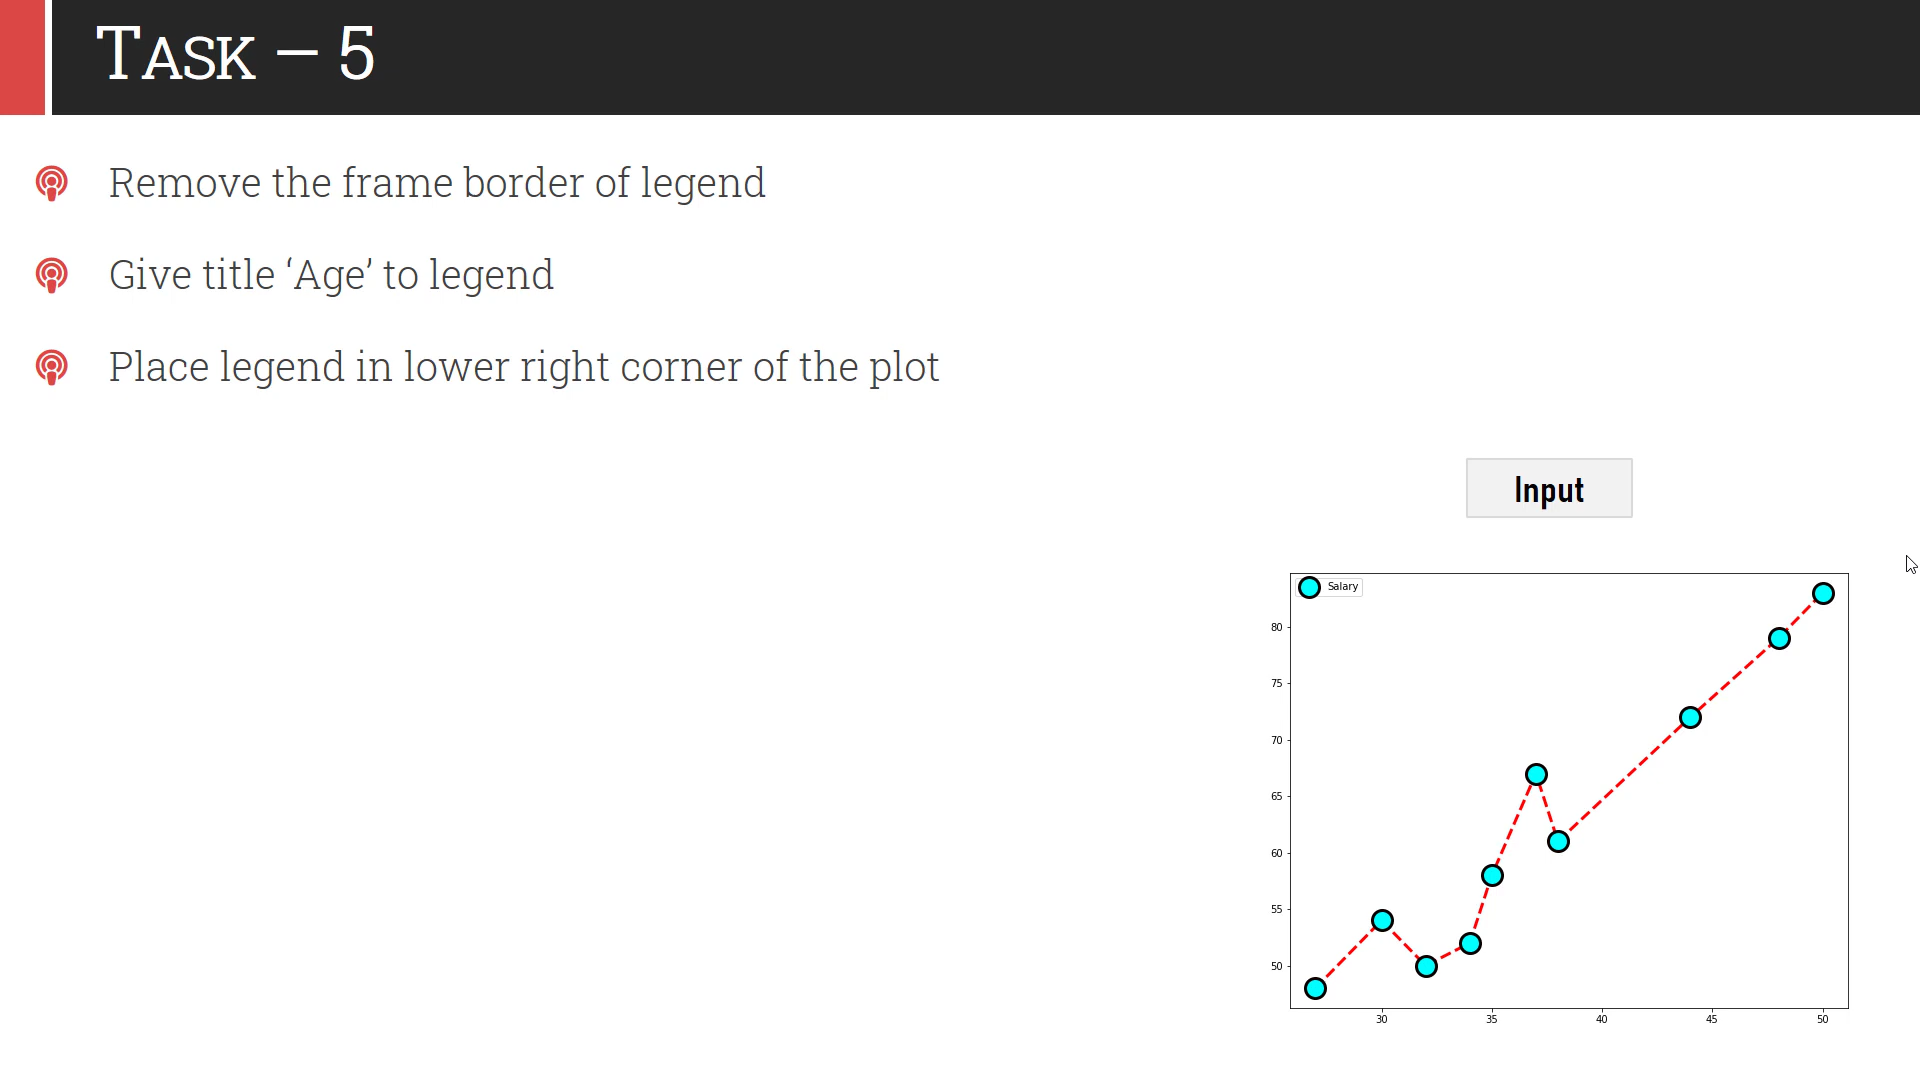 Task – 5
Remove the frame border of legend
Give title ‘Age’ to legend
Place legend in lower right corner of the plot
Input
Salary
80
75
70
65
60
55
50
30 35 40 45 50